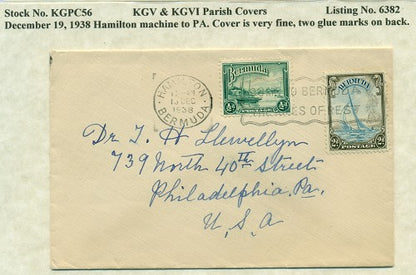 Stock No. KGPC56 KGV & KGVI Parish Covers Listing No. 6382
December 19, 1938 Hamilton machine to PA. Cover is very fine, two glue marks on back.
HAMILTON
DEC
1938
BERMUDA
BERMUDA
POSTAGE
BERMUDA
POSTAGE
Dr J. H Llewellyn
739 North 40th Street
Philadelphia. Pa.
U. S. A